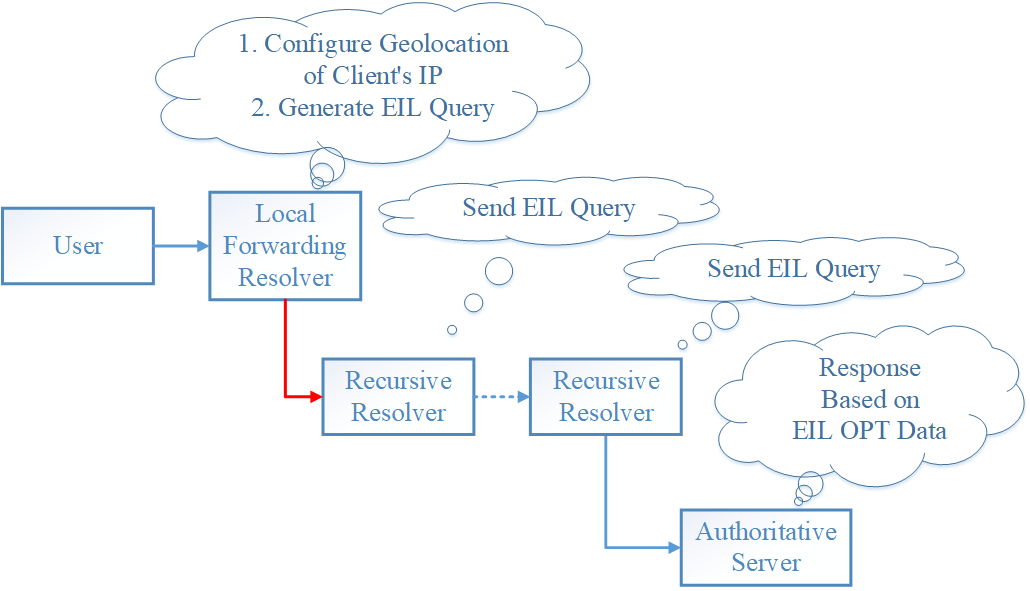 1. Configure Geolocation
of Client's IP
2. Generate EIL Query
User
Local
Forwarding
Resolver
Send EIL Query
Send EIL Query
Recursive
Resolver
Recursive
Resolver
Response
Based on
EIL OPT Data
Authoritative
Server